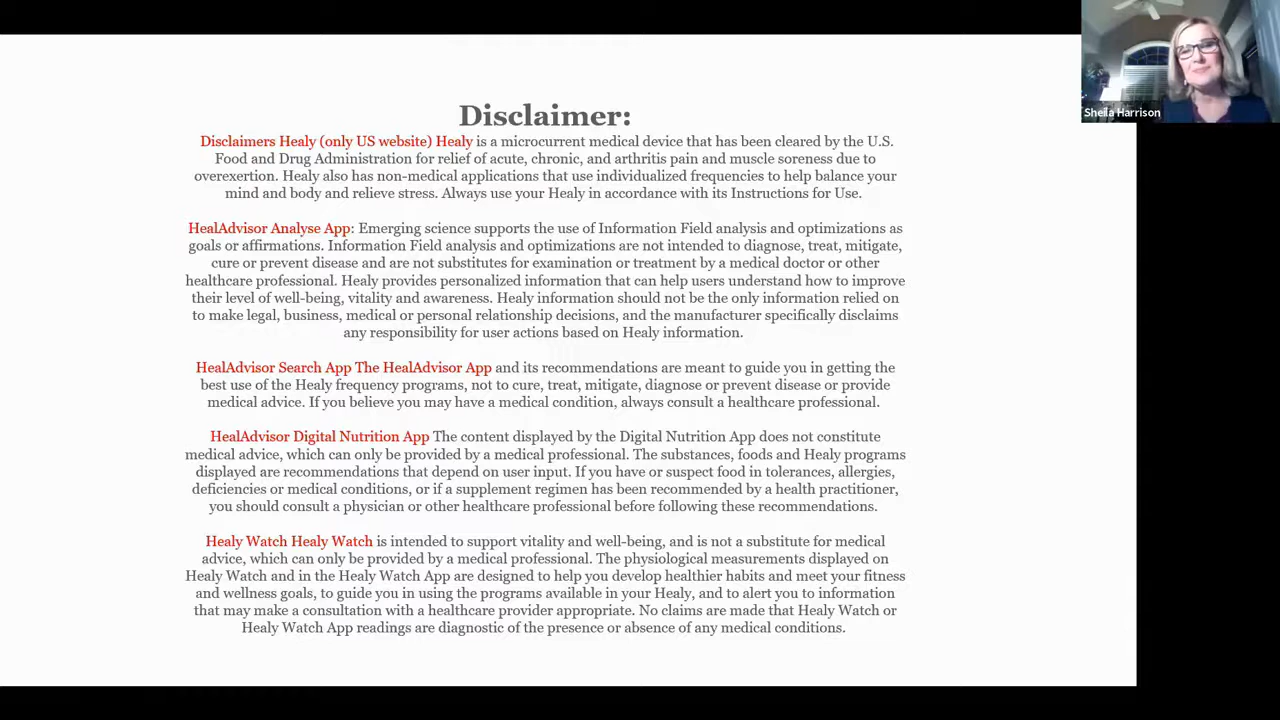 Sheila Harrison
Disclaimer:
Disclaimers Healy (only US website) Healy is a microcurrent medical device that has been cleared by the U.S.
Food and Drug Administration for relief of acute, chronic, and arthritis pain and muscle soreness due to
overexertion. Healy also has non-medical applications that use individualized frequencies to help balance your
mind and body and relieve stress. Always use your Healy in accordance with its Instructions for Use.
HealAdvisor Analyse App: Emerging science supports the use of Information Field analysis and optimizations as
goals or affirmations. Information Field analysis and optimizations are not intended to diagnose, treat, mitigate,
cure or prevent disease and are not substitutes for examination or treatment by a medical doctor or other
healthcare professional. Healy provides personalized information that can help users understand how to improve
their level of well-being, vitality and awareness. Healy information should not be the only information relied on
to make legal, business, medical or personal relationship decisions, and the manufacturer specifically disclaims
any responsibility for user actions based on Healy information.
HealAdvisor Search App The HealAdvisor App and its recommendations are meant to guide you in getting the
best use of the Healy frequency programs, not to cure, treat, mitigate, diagnose or prevent disease or provide
medical advice. If you believe you may have a medical condition, always consult a healthcare professional.
HealAdvisor Digital Nutrition App The content displayed by the Digital Nutrition App does not constitute
medical advice, which can only be provided by a medical professional. The substances, foods and Healy programs
displayed are recommendations that depend on user input. If you have or suspect food in tolerances, allergies,
deficiencies or medical conditions, or if a supplement regimen has been recommended by a health practitioner,
you should consult a physician or other healthcare professional before following these recommendations.
Healy Watch Healy Watch is intended to support vitality and well-being, and is not a substitute for medical
advice, which can only be provided by a medical professional. The physiological measurements displayed on
Healy Watch and in the Healy Watch App are designed to help you develop healthier habits and meet your fitness
and wellness goals, to guide you in using the programs available in your Healy, and to alert you to information
that may make a consultation with a healthcare provider appropriate. No claims are made that Healy Watch or
Healy Watch App readings are diagnostic of the presence or absence of any medical conditions.